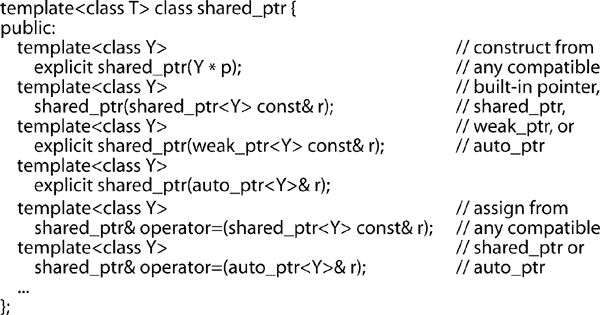 template<class T> class shared_ptr {
public:
template<class Y> // construct from
explicit shared_ptr(Y * p); // any compatible
template<class Y> // built-in pointer,
shared_ptr(shared_ptr<Y> const& r); // shared_ptr,
template<class Y> // weak_ptr, or
explicit shared_ptr(weak_ptr<Y> const& r); // auto_ptr
template<class Y>
explicit shared_ptr(auto_ptr<Y>& r);
template<class Y> // assign from
shared_ptr& operator=(shared_ptr<Y> const& r); // any compatible
template<class Y> // shared_ptr or
shared_ptr& operator=(auto_ptr<Y>& r); // auto_ptr
...
};